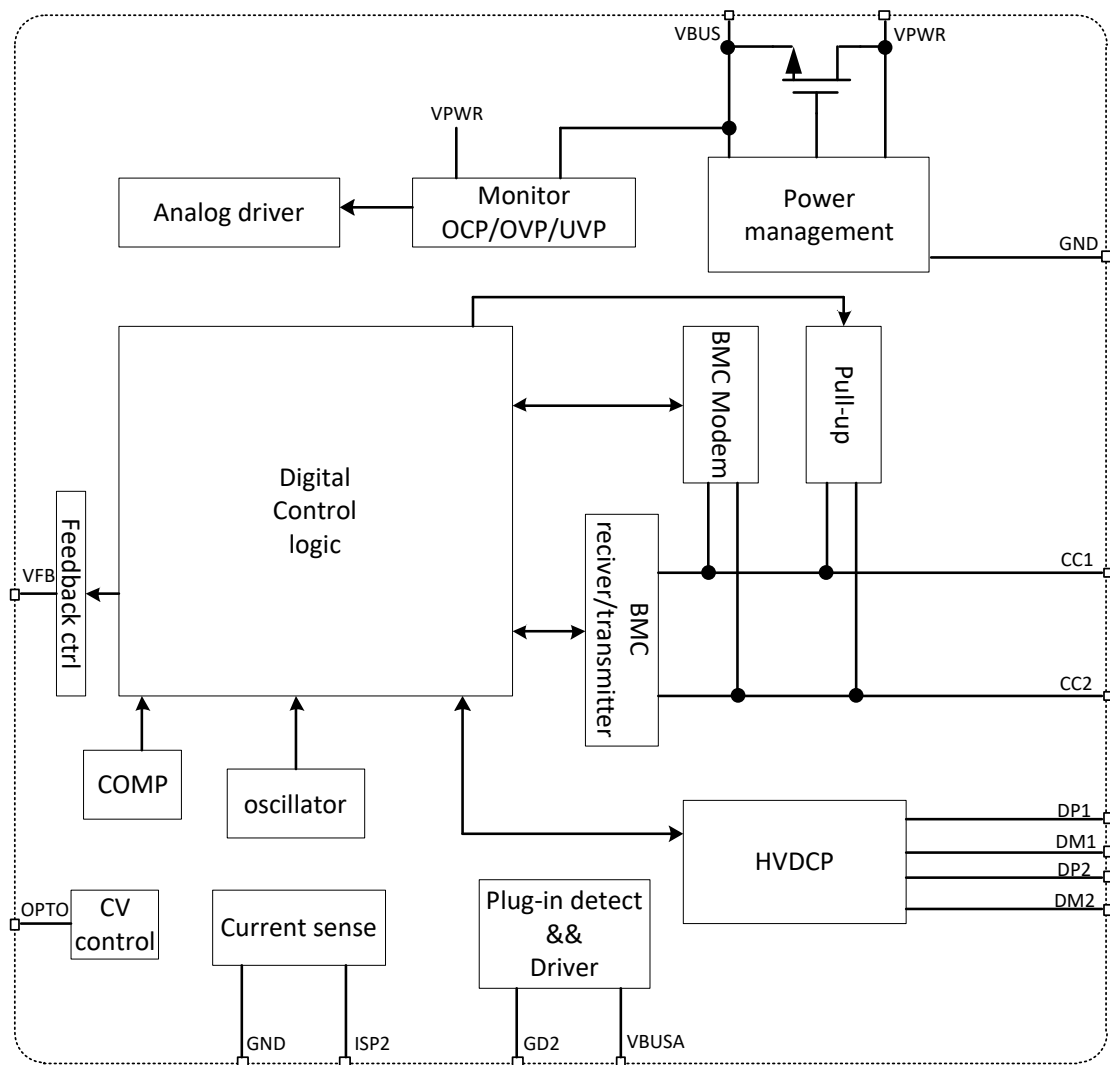 VBUS
VPWR
VPWR
Analog driver
Monitor
OCP/OVP/UVP
Power
management
GND
BMC Modem
Pull-up
Digital
Control
logic
Feedback ctrl
VFB
BMC
reciver/transmitter
CC1
CC2
COMP
oscillator
HVDCP
DP1
DM1
DP2
DM2
OPTO
CV
control
Current sense
Plug-in detect
&&
Driver
GND
ISP2
GD2
VBUSA